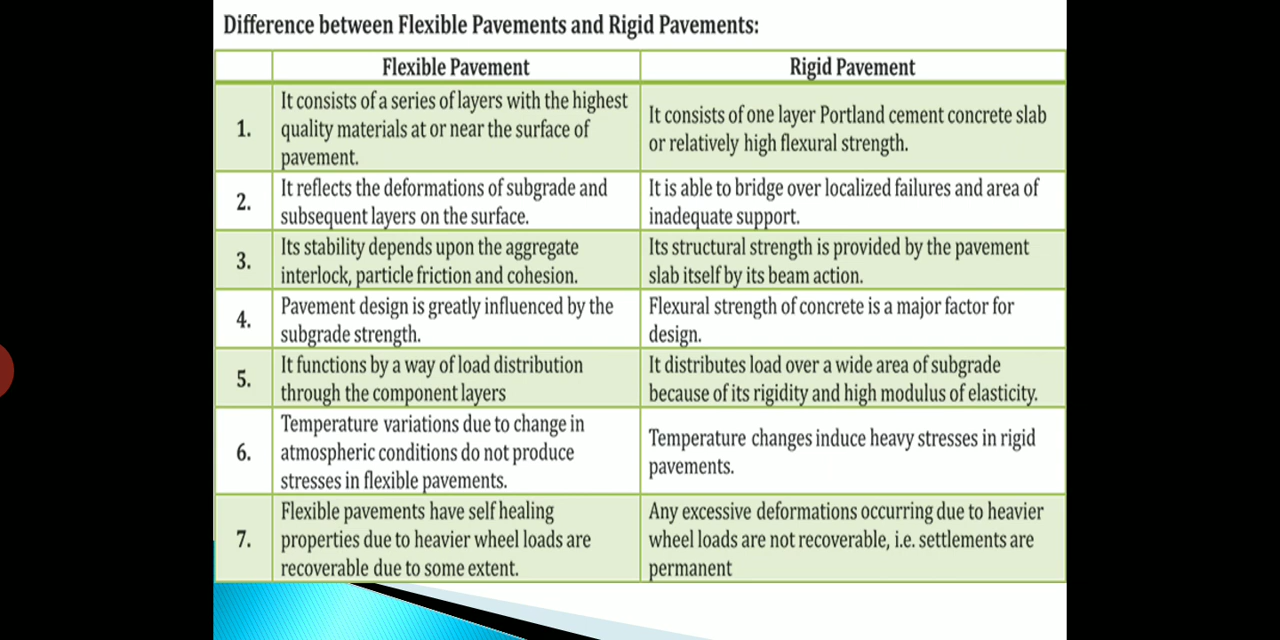 Difference between Flexible Pavements and Rigid Pavements:
Flexible Pavement
Rigid Pavement
1.
It consists of a series of layers with the highest
quality materials at or near the surface of
pavement.
It consists of one layer Portland cement concrete slab
or relatively high flexural strength.
2.
It reflects the deformations of subgrade and
subsequent layers on the surface.
It is able to bridge over localized failures and area of
inadequate support.
3.
Its stability depends upon the aggregate
interlock, particle friction and cohesion.
Its structural strength is provided by the pavement
slab itself by its beam action.
4.
Pavement design is greatly influenced by the
subgrade strength.
Flexural strength of concrete is a major factor for
design.
5.
It functions by a way of load distribution
through the component layers
It distributes load over a wide area of subgrade
because of its rigidity and high modulus of elasticity.
6.
Temperature variations due to change in
atmospheric conditions do not produce
stresses in flexible pavements.
Temperature changes induce heavy stresses in rigid
pavements.
7.
Flexible pavements have self healing
properties due to heavier wheel loads are
recoverable due to some extent.
Any excessive deformations occurring due to heavier
wheel loads are not recoverable, i.e. settlements are
permanent